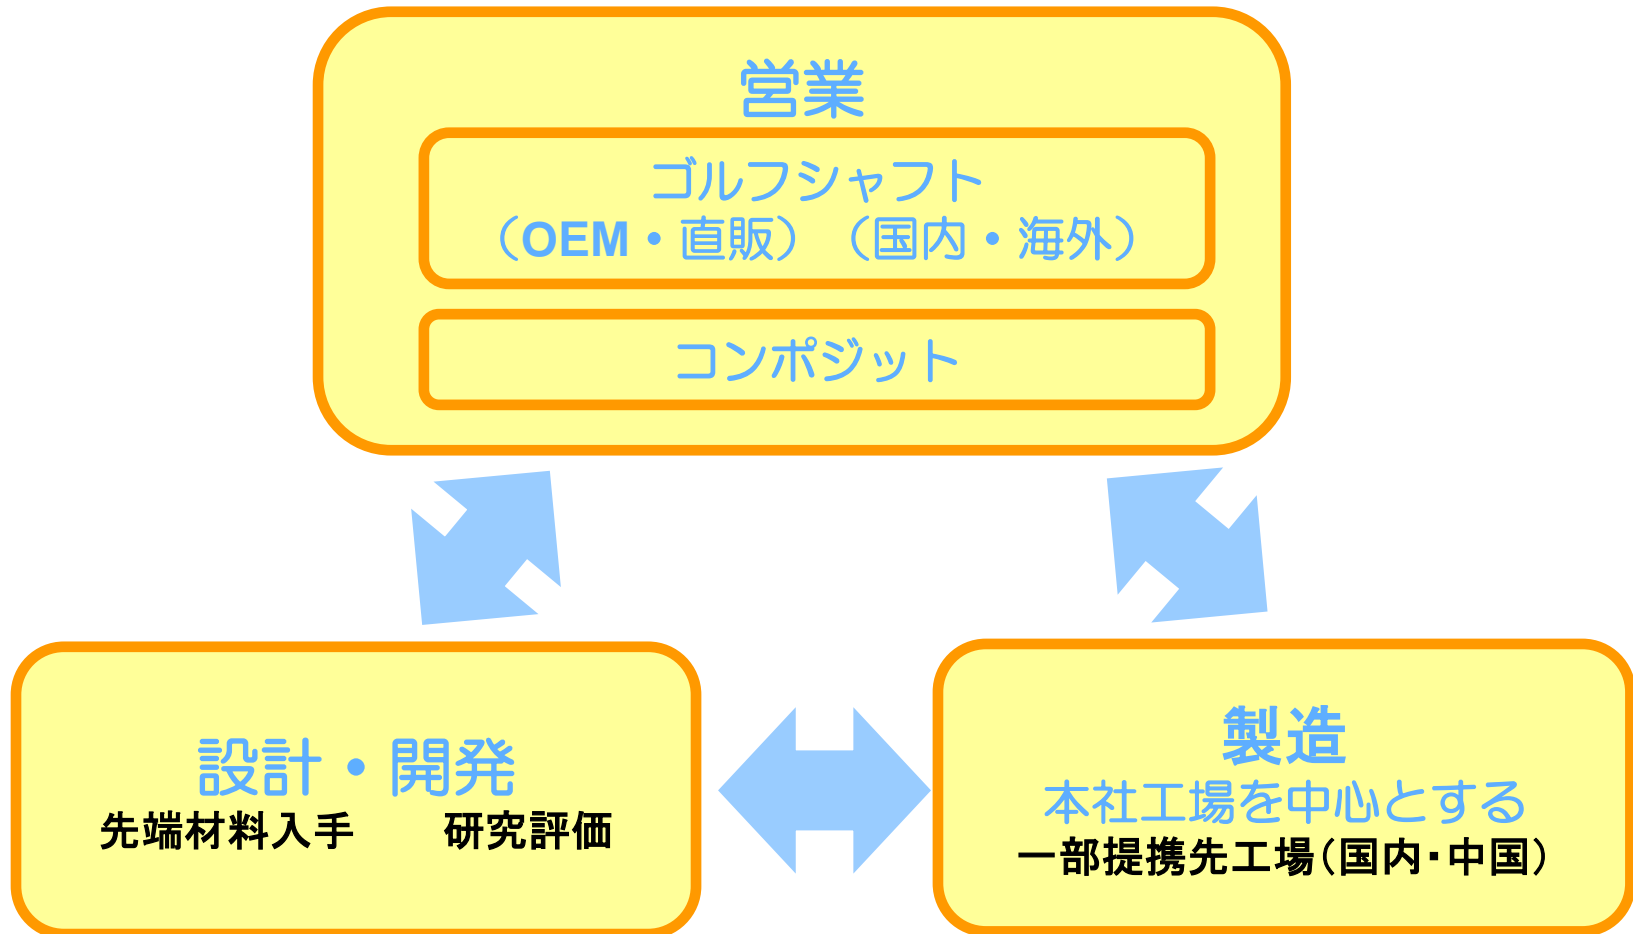 営業
ゴルフシャフト
（OEM・直販）（国内・海外）
コンポジット
設計・開発
先端材料入手　　研究評価
製造
本社工場を中心とする
一部提携先工場（国内・中国）